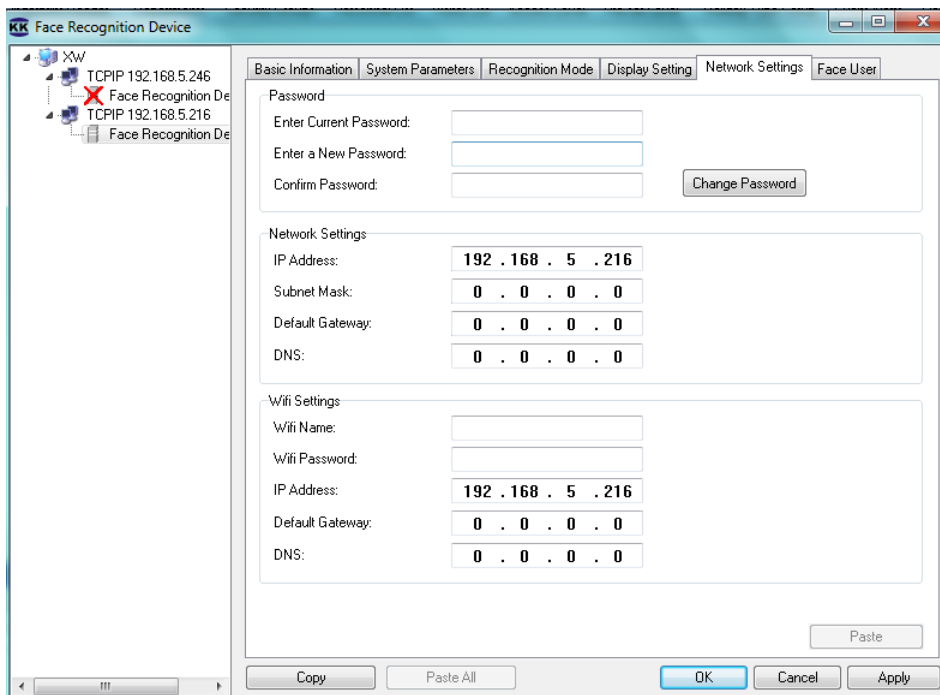 KK Face Recognition Device
XW
TCPIP 192.168.5.246
Face Recognition De
TCPIP 192.168.5.216
Face Recognition De
Basic Information System Parameters Recognition Mode Display Setting Network Settings Face User
Password
Enter Current Password:
Enter a New Password:
Confirm Password:
Change Password
Network Settings
IP Address: 192 . 168 . 5 . 216
Subnet Mask: 0 . 0 . 0 . 0
Default Gateway: 0 . 0 . 0 . 0
DNS: 0 . 0 . 0 . 0
Wifi Settings
Wifi Name:
Wifi Password:
IP Address: 192 . 168 . 5 . 216
Default Gateway: 0 . 0 . 0 . 0
DNS: 0 . 0 . 0 . 0
Paste
Copy Paste All OK Cancel Apply